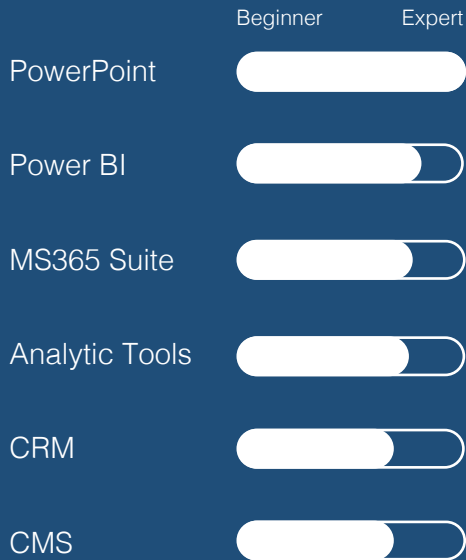 Beginner Expert
PowerPoint
Power BI
MS365 Suite
Analytic Tools
CRM
CMS